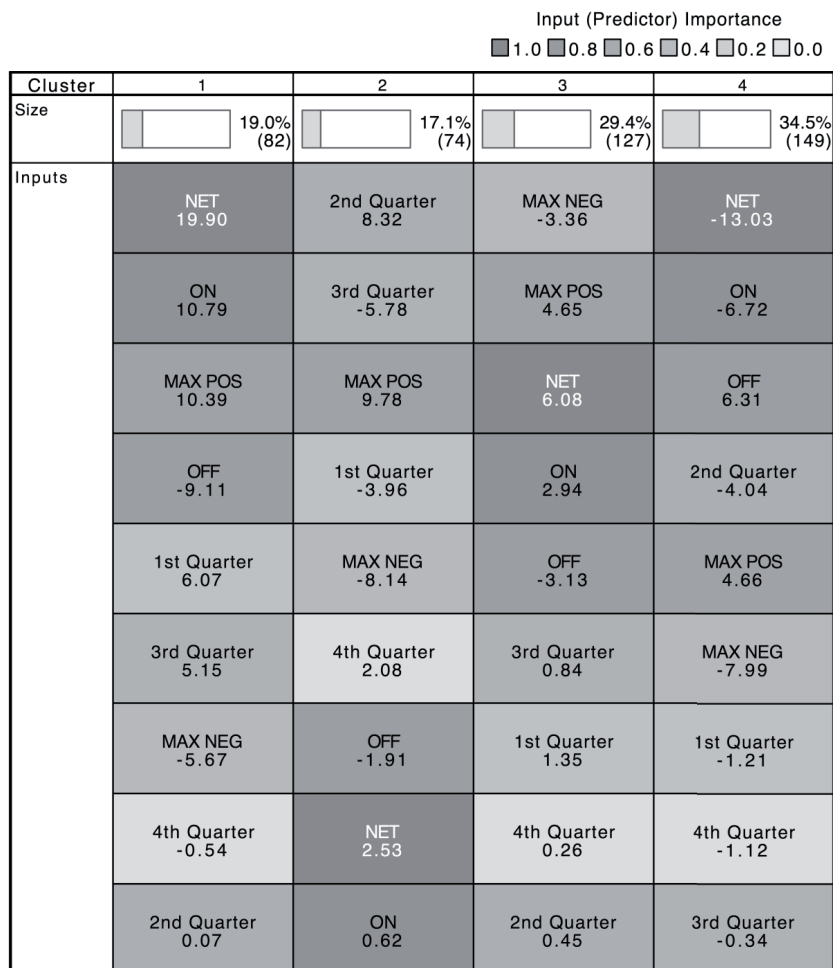 Input (Predictor) Importance
1.0 0.8 0.6 0.4 0.2 0.0
Cluster 1 2 3 4
Size 19.0% 17.1% 29.4% 34.5%
(82) (74) (127) (149)
Inputs
NET 2nd Quarter MAX NEG NET
19.90 8.32 -3.36 -13.03
ON 3rd Quarter MAX POS ON
10.79 -5.78 4.65 -6.72
MAX POS MAX POS NET OFF
10.39 9.78 6.08 6.31
OFF 1st Quarter ON 2nd Quarter
-9.11 -3.96 2.94 -4.04
1st Quarter MAX NEG OFF MAX POS
6.07 -8.14 -3.13 4.66
3rd Quarter 4th Quarter 3rd Quarter MAX NEG
5.15 2.08 0.84 -7.99
MAX NEG OFF 1st Quarter 1st Quarter
-5.67 -1.91 1.35 -1.21
4th Quarter NET 4th Quarter 4th Quarter
-0.54 2.53 0.26 -1.12
2nd Quarter ON 2nd Quarter 3rd Quarter
0.07 0.62 0.45 -0.34